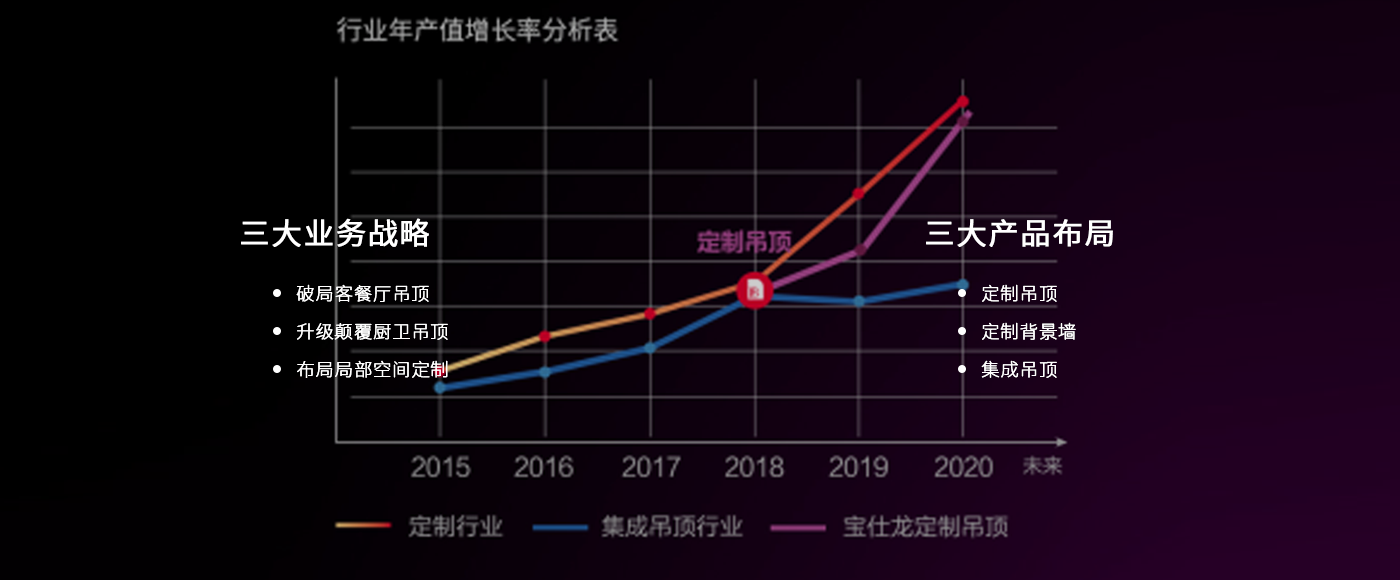 行业年产值增长率分析表
定制吊顶
三大业务战略
破局客餐厅吊顶
升级颠覆厨卫吊顶
布局局部空间定制
三大产品布局
定制吊顶
定制背景墙
集成吊顶
2015 2016 2017 2018 2019 2020 未来
定制行业 集成吊顶行业 宝仕龙定制吊顶